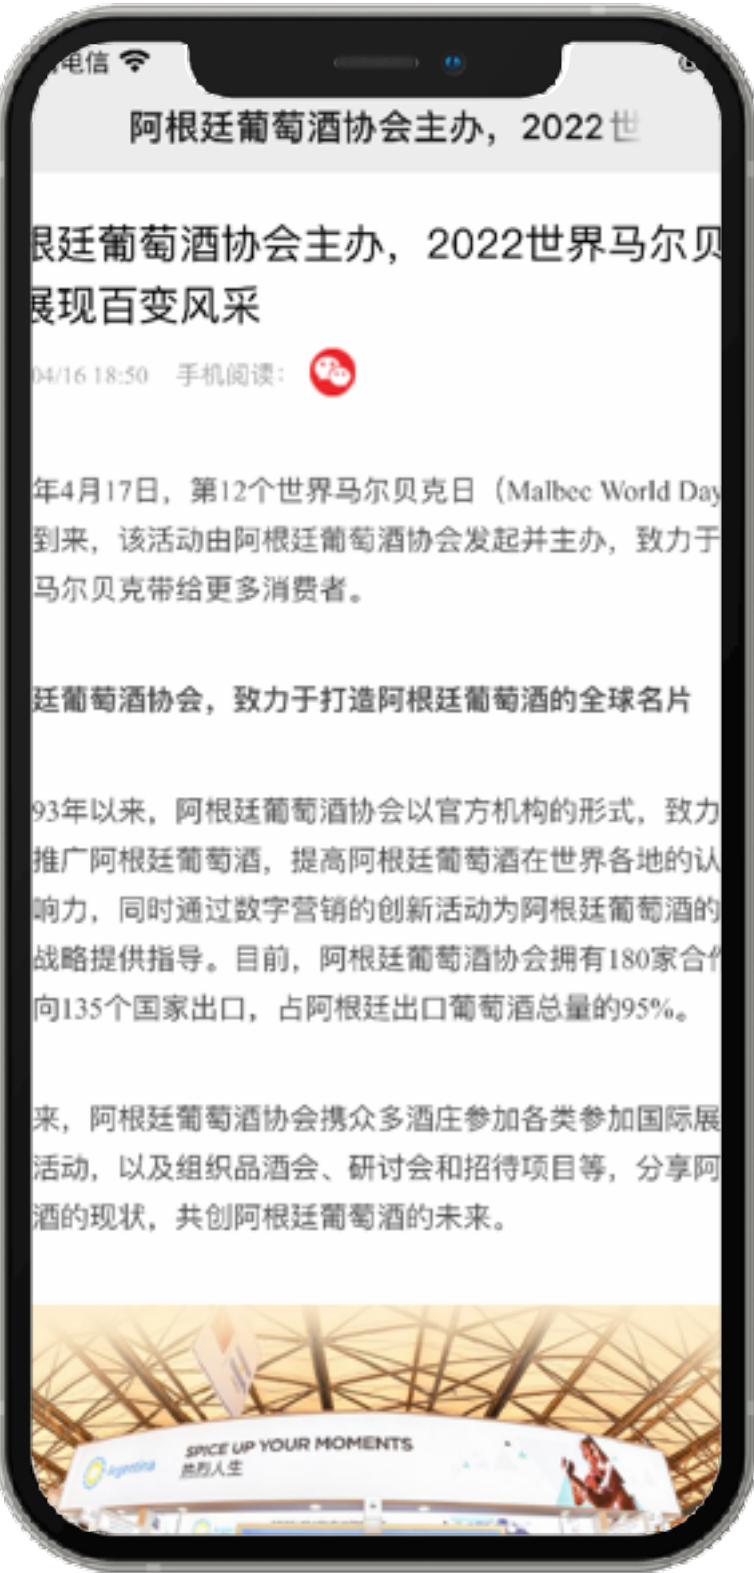 电信
阿根廷葡萄酒协会主办，2022世
根廷葡萄酒协会主办，2022世界马尔贝
展现百变风采
04/16 18:50 手机阅读：
年4月17日，第12个世界马尔贝克日（Malbec World Day
到来，该活动由阿根廷葡萄酒协会发起并主办，致力于
马尔贝克带给更多消费者。
廷葡萄酒协会，致力于打造阿根廷葡萄酒的全球名片
93年以来，阿根廷葡萄酒协会以官方机构的形式，致力
推广阿根廷葡萄酒，提高阿根廷葡萄酒在世界各地的认
响力，同时通过数字营销的创新活动为阿根廷葡萄酒的
战略提供指导。目前，阿根廷葡萄酒协会拥有180家合作
向135个国家出口，占阿根廷出口葡萄酒总量的95%。
来，阿根廷葡萄酒协会携众多酒庄参加各类参加国际展
活动，以及组织品酒会、研讨会和招待项目等，分享阿
酒的现状，共创阿根廷葡萄酒的未来。
SPICE UP YOUR MOMENTS
Argentina 热烈人生